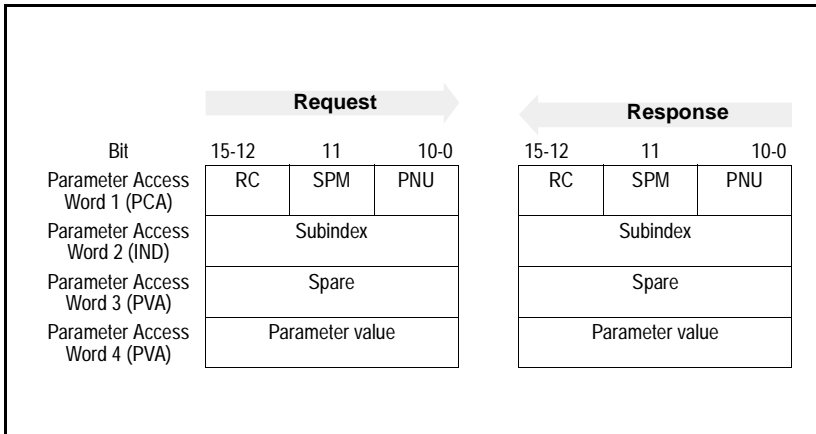 Request Response
Bit 15-12 11 10-0 15-12 11 10-0
Parameter Access
Word 1 (PCA) RC SPM PNU RC SPM PNU
Parameter Access
Word 2 (IND) Subindex Subindex
Parameter Access
Word 3 (PVA) Spare Spare
Parameter Access
Word 4 (PVA) Parameter value Parameter value